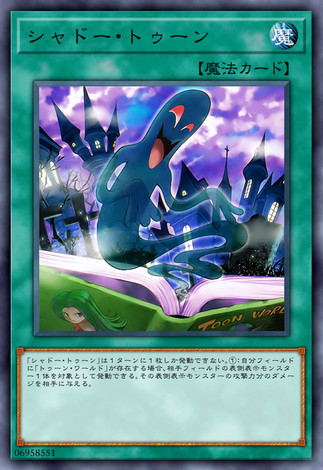 シャドー・トゥーン
魔
【魔法カード】
TOON WORL
「シャドー・トゥーン」は１ターンに１枚しか発動できない。①：自分フィールド
に「トゥーン・ワールド」が存在する場合、相手フィールドの表側表示モンスタ
ー１体を対象として発動できる。その表側表示モンスターの攻撃力分のダメー
ジを相手に与える。
06958551